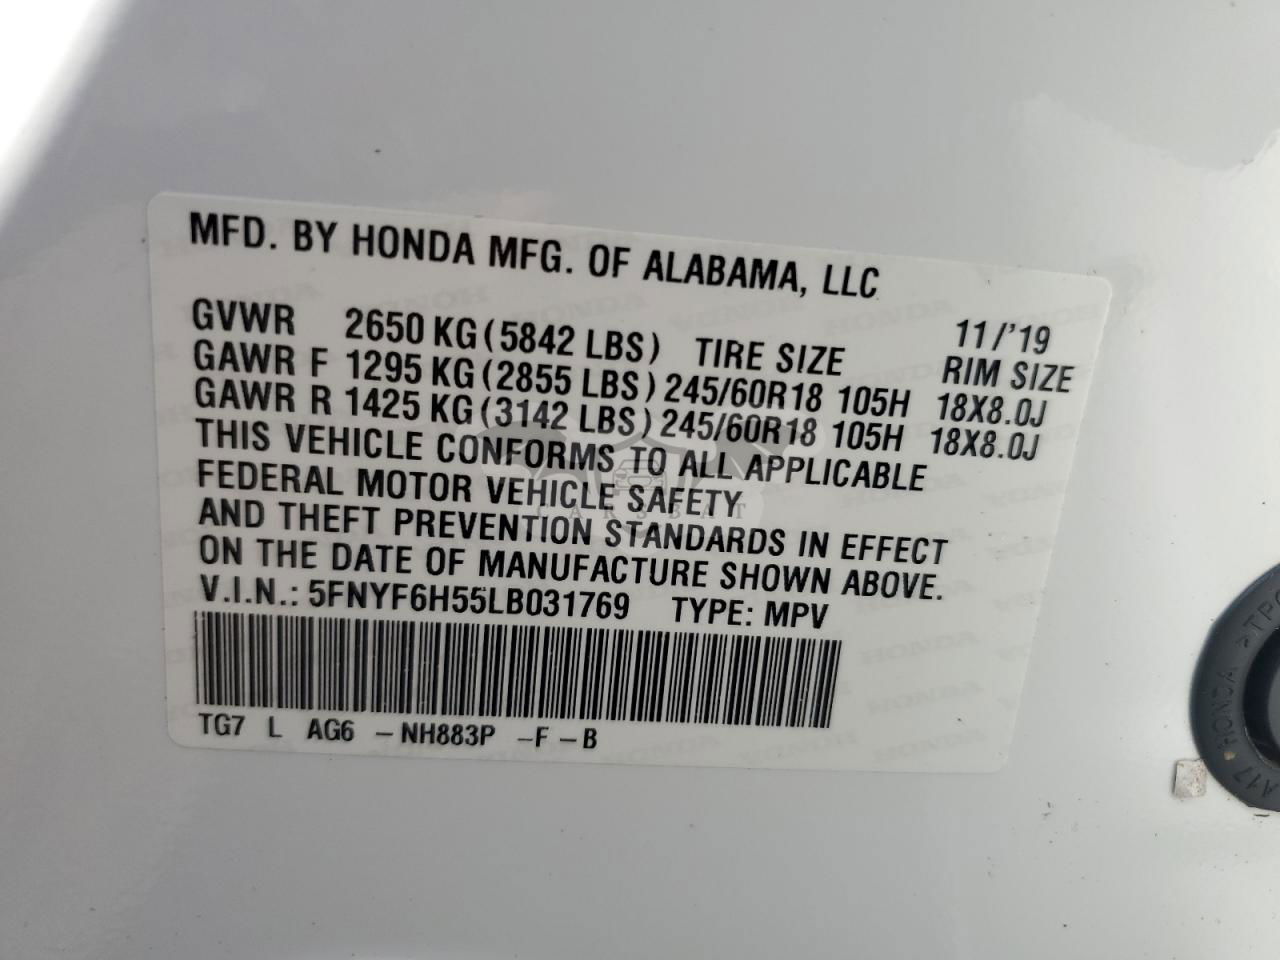 MFD. BY HONDA MFG. OF ALABAMA, LLC
11/'19
GVWR 2650 KG (5842 LBS) TIRE SIZE RIM SIZE
GAWR F 1295 KG (2855 LBS) 245/60R18 105H 18X8.0J
GAWR R 1425 KG (3142 LBS) 245/60R18 105H 18X8.0J
THIS VEHICLE CONFORMS TO ALL APPLICABLE
FEDERAL MOTOR VEHICLE SAFETY
AND THEFT PREVENTION STANDARDS IN EFFECT
ON THE DATE OF MANUFACTURE SHOWN ABOVE.
V.I.N.: 5FNYF6H55LB031769 TYPE: MPV
TG7 L AG6 -NH883P -F-B
CARSBAT
A17 HONDA